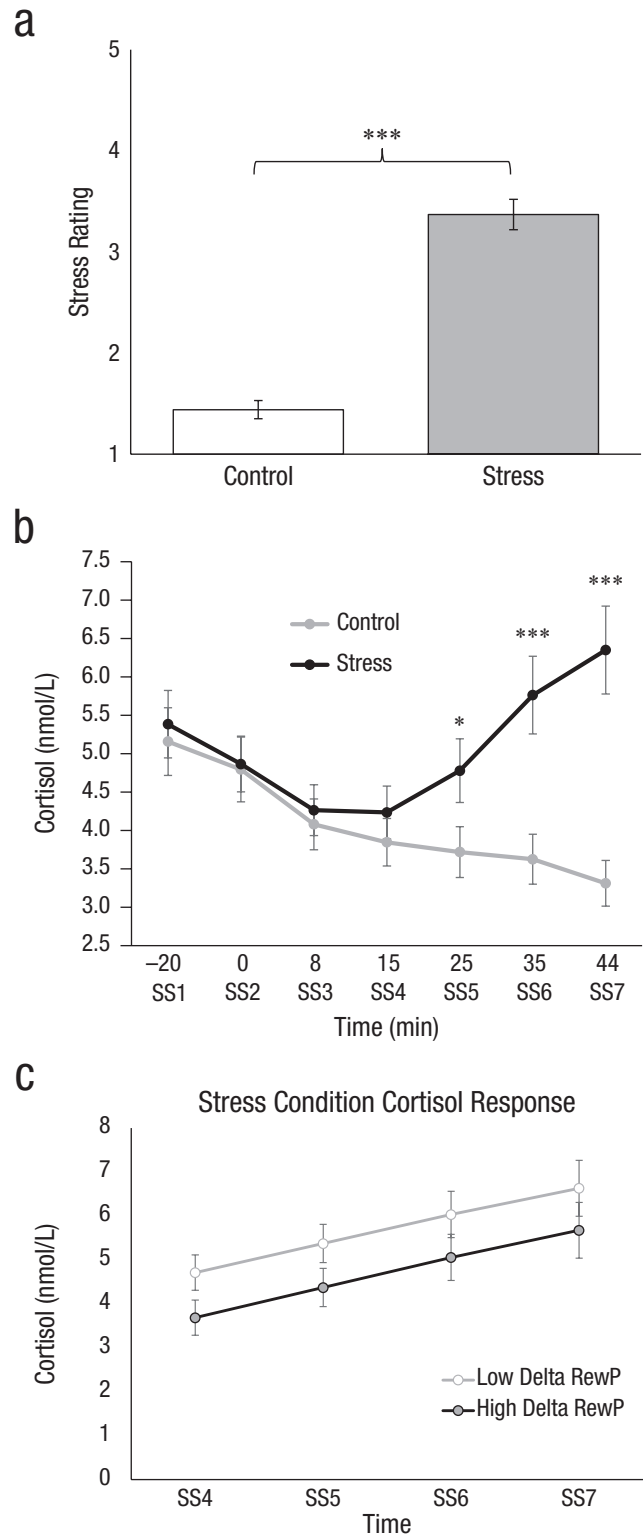 a
5
4
3
2
1
Stress Rating
***
Control
Stress
b
7.5
7.0
6.5
6.0
5.5
5.0
4.5
4.0
3.5
3.0
2.5
Cortisol (nmol/L)
Control
Stress
*
***
***
–20 0 8 15 25 35 44
SS1 SS2 SS3 SS4 SS5 SS6 SS7
Time (min)
c
Stress Condition Cortisol Response
8
7
6
5
4
3
2
1
0
Cortisol (nmol/L)
Low Delta RewP
High Delta RewP
SS4 SS5 SS6 SS7
Time